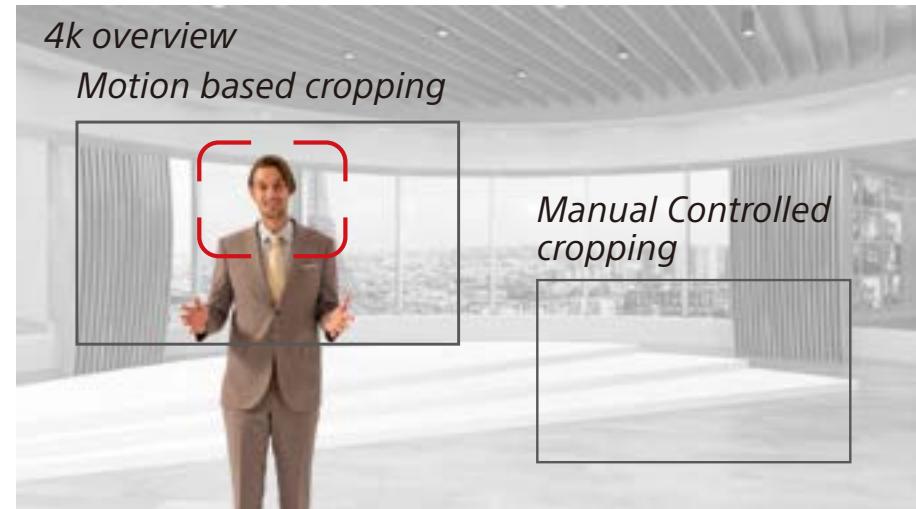 4k overview
Motion based cropping
Manual Controlled
cropping